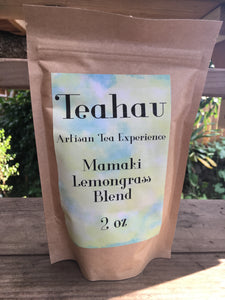 Teahau
Artisan Tea Experience
Mamaki
Lemongrass
Blend
2 oz